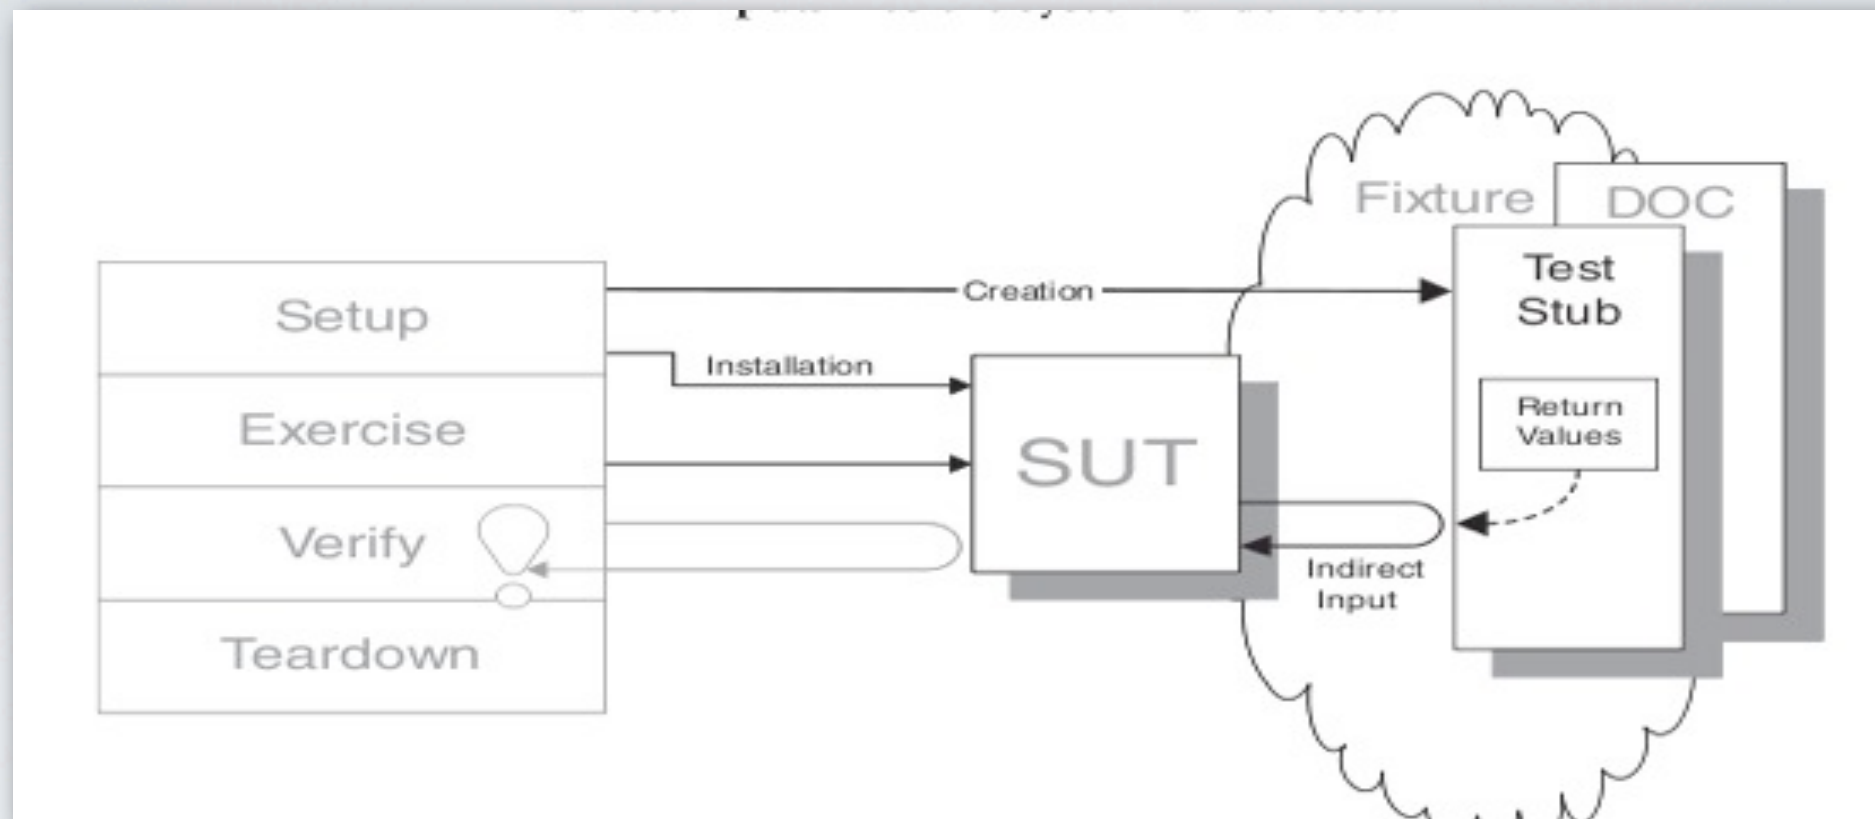 Fixture
DOC
Test
Stub
Setup
Creation
Installation
Return
Values
Exercise
SUT
Verify
Indirect
Input
Teardown